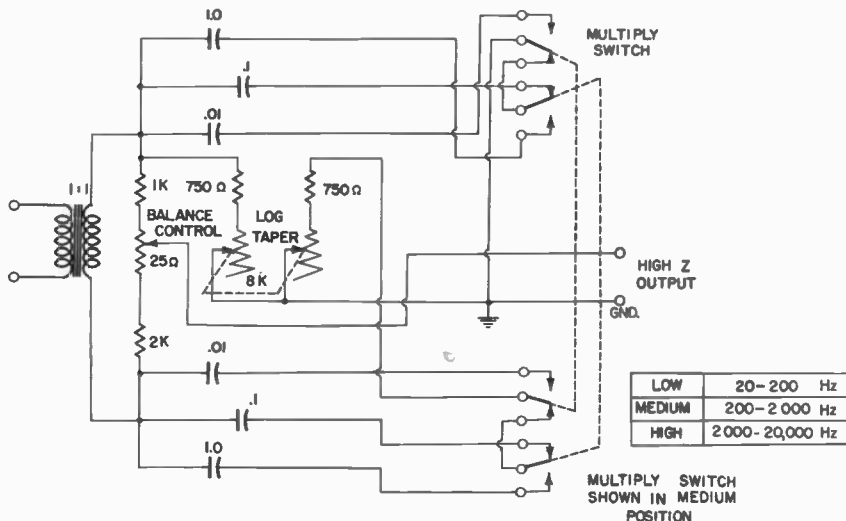 1.0
MULTIPLY
SWITCH
.1
.01
1:1
1K
750 Ω
750 Ω
BALANCE
CONTROL
LOG
TAPER
25Ω
8K
HIGH Z
OUTPUT
GND.
2K
.01
.1
1.0
LOW 20-200 Hz
MEDIUM 200-2000 Hz
HIGH 2000-20,000 Hz
MULTIPLY SWITCH
SHOWN IN MEDIUM
POSITION